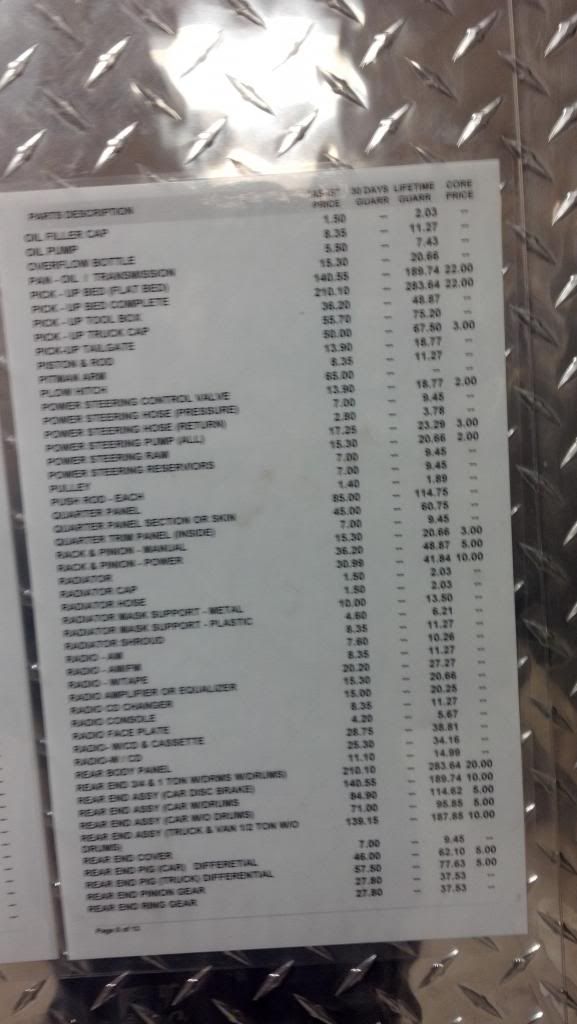 PARTS DESCRIPTION "AS-IS" PRICE 30 DAYS GUARR LIFETIME GUARR CORE PRICE
OIL FILLER CAP 1.50 -- 2.03 --
OIL PUMP 8.35 -- 11.27 --
OVERFLOW BOTTLE 5.50 -- 7.43 --
PAN - OIL / TRANSMISSION 15.30 -- 20.66 --
PICK - UP BED (FLAT BED) 140.55 -- 189.74 22.00
PICK - UP BED COMPLETE 210.10 -- 283.64 22.00
PICK - UP TOOL BOX 36.20 -- 48.87 --
PICK - UP TRUCK CAP 55.70 -- 75.20 --
PICK-UP TAILGATE 50.00 -- 67.50 3.00
PISTON & ROD 13.90 -- 18.77 --
PITMAN ARM 8.35 -- 11.27 --
PLOW HITCH 65.00 -- -- --
POWER STEERING CONTROL VALVE 13.90 -- 18.77 2.00
POWER STEERING HOSE (PRESSURE) 7.00 -- 9.45 --
POWER STEERING HOSE (RETURN) 2.80 -- 3.78 --
POWER STEERING PUMP (ALL) 17.25 -- 23.29 3.00
POWER STEERING RAM 15.30 -- 20.66 2.00
POWER STEERING RESERVIORS 7.00 -- 9.45 --
PULLEY 7.00 -- 9.45 --
PUSH ROD - EACH 1.40 -- 1.89 --
QUARTER PANEL 85.00 -- 114.75 --
QUARTER PANEL SECTION OR SKIN 45.00 -- 60.75 --
QUARTER TRIM PANEL (INSIDE) 7.00 -- 9.45 --
RACK & PINION - MANUAL 15.30 -- 20.66 3.00
RACK & PINION - POWER 36.20 -- 48.87 5.00
RADIATOR 30.99 -- 41.84 10.00
RADIATOR CAP 1.50 -- 2.03 --
RADIATOR HOSE 1.50 -- 2.03 --
RADIATOR MASK SUPPORT - METAL 10.00 -- 13.50 --
RADIATOR MASK SUPPORT - PLASTIC 4.60 -- 6.21 --
RADIATOR SHROUD 8.35 -- 11.27 --
RADIO - AM 7.60 -- 10.26 --
RADIO - AM/FM 8.35 -- 11.27 --
RADIO - W/TAPE 20.20 -- 27.27 --
RADIO AMPLIFIER OR EQUALIZER 15.30 -- 20.66 --
RADIO CD CHANGER 15.00 -- 20.25 --
RADIO CONSOLE 8.35 -- 11.27 --
RADIO FACE PLATE 4.20 -- 5.67 --
RADIO- W/CD & CASSETTE 28.75 -- 38.81 --
RADIO-W / CD 25.30 -- 34.16 --
REAR BODY PANEL 11.10 -- 14.99 --
REAR END 3/4 & 1 TON W/DRMS W/DRUMS) 210.10 -- 283.64 20.00
REAR END ASSY (CAR DISC BRAKE) 140.55 -- 189.74 10.00
REAR END ASSY (CAR W/DRUMS 84.90 -- 114.62 5.00
REAR END ASSY (CAR W/O DRUMS) 71.00 -- 95.85 5.00
REAR END ASSY (TRUCK & VAN 1/2 TON W/O 139.15 -- 187.85 10.00
DRUMS)
REAR END COVER 7.00 -- 9.45 --
REAR END PIG (CAR) DIFFERETIAL 46.00 -- 62.10 5.00
REAR END PIG (TRUCK) DIFFERENTIAL 57.50 -- 77.63 5.00
REAR END PINION GEAR 27.80 -- 37.53 --
REAR END RING GEAR 27.80 -- 37.53 --